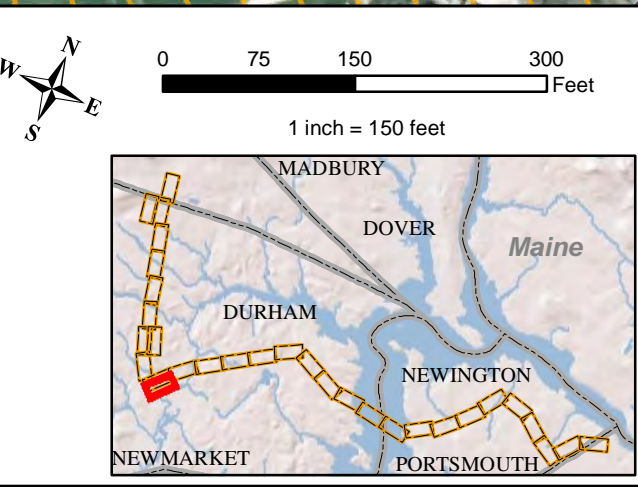 N
W
E
S
0 75 150 300
Feet
1 inch = 150 feet
MADBURY
DOVER
Maine
DURHAM
NEWINGTON
NEWMARKET
PORTSMOUTH